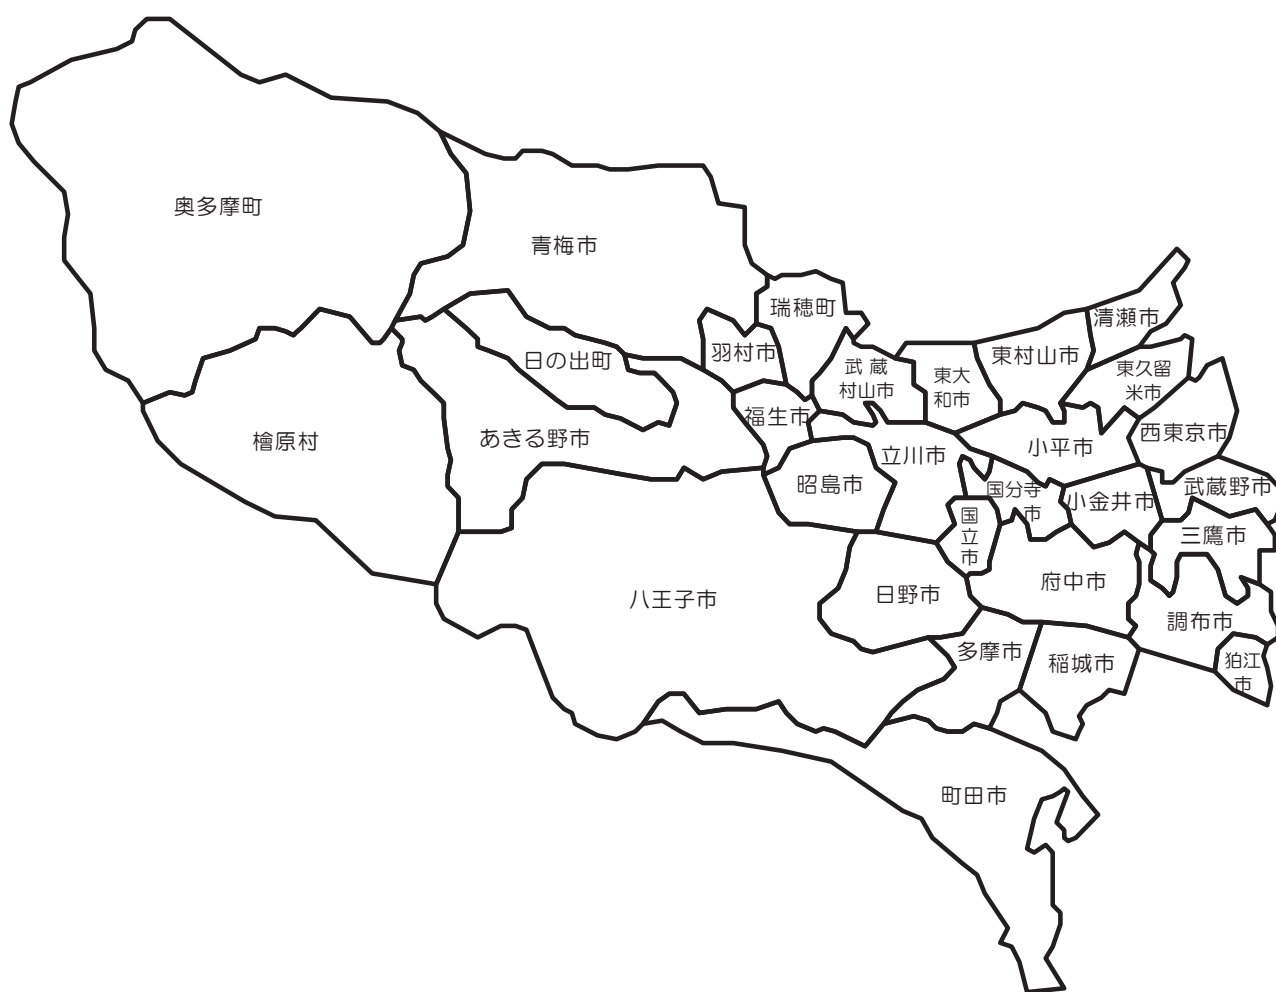 奥多摩町
青梅市
瑞穂町
清瀬市
羽村市
日の出町
武 蔵
村山市
東大
和市
東村山市
東久留
米市
檜原村
あきる野市
福生市
立川市
小平市
西東京市
昭島市
国分寺
市
小金井市
武蔵野市
国
立
市
三鷹市
八王子市
日野市
府中市
調布市
多摩市
稲城市
狛江
市
町田市